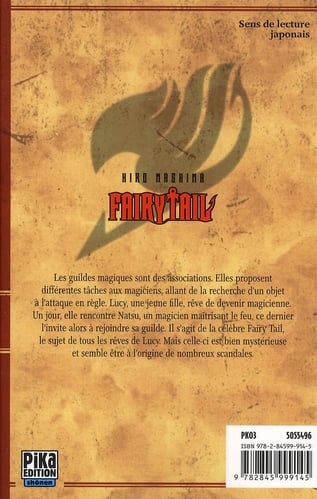 Sens de lecture
japonais
HIRO MASHIMA
FAIRY TAIL
Les guildes magiques sont des associations. Elles proposent
différentes tâches aux magiciens, allant de la recherche d'un objet
à l'attaque en règle. Lucy, une jeune fille, rêve de devenir magicienne.
Un jour, elle rencontre Natsu, un magicien maîtrisant le feu, ce dernier
l'invite alors à rejoindre sa guilde. Il s'agit de la célèbre Fairy Tail,
le sujet de tous les rêves de Lucy. Mais celle-ci est bien mystérieuse
et semble être à l'origine de nombreux scandales.
PK03 5055496
ISBN 978-2-84599-914-5
9 782845 999145
PiKA
EDITION
shônen